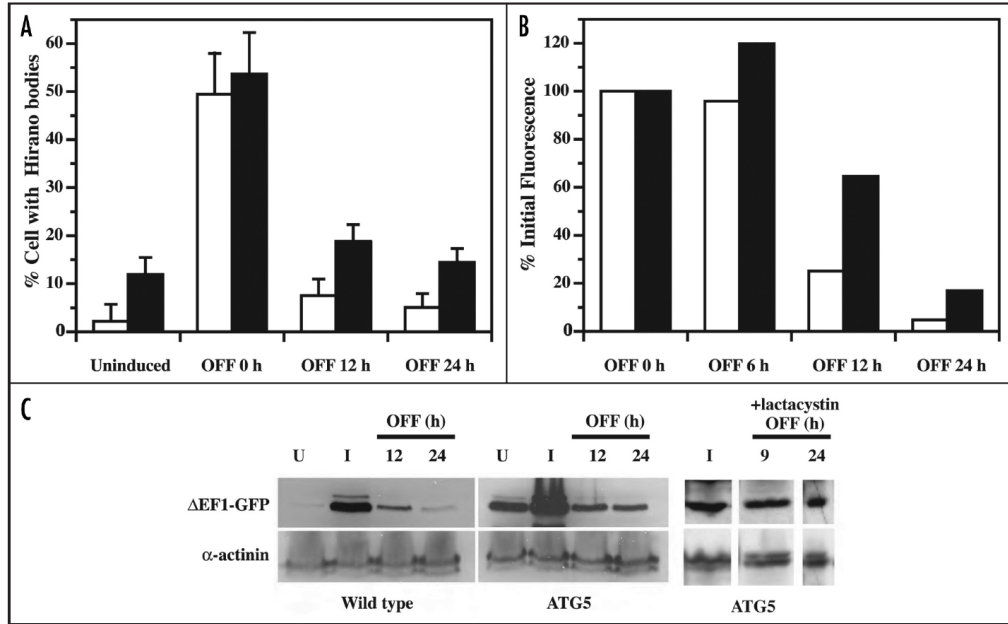 A
% Cell with Hirano bodies
60
50
40
30
20
10
0
Uninduced OFF 0 h OFF 12 h OFF 24 h
B
% Initial Fluorescence
120
100
80
60
40
20
0
OFF 0 h OFF 6 h OFF 12 h OFF 24 h
C
OFF (h)
U I 12 24
OFF (h)
U I 12 24
+lactacystin
OFF (h)
I 9 24
ΔEF1-GFP
α-actinin
Wild type ATG5 ATG5